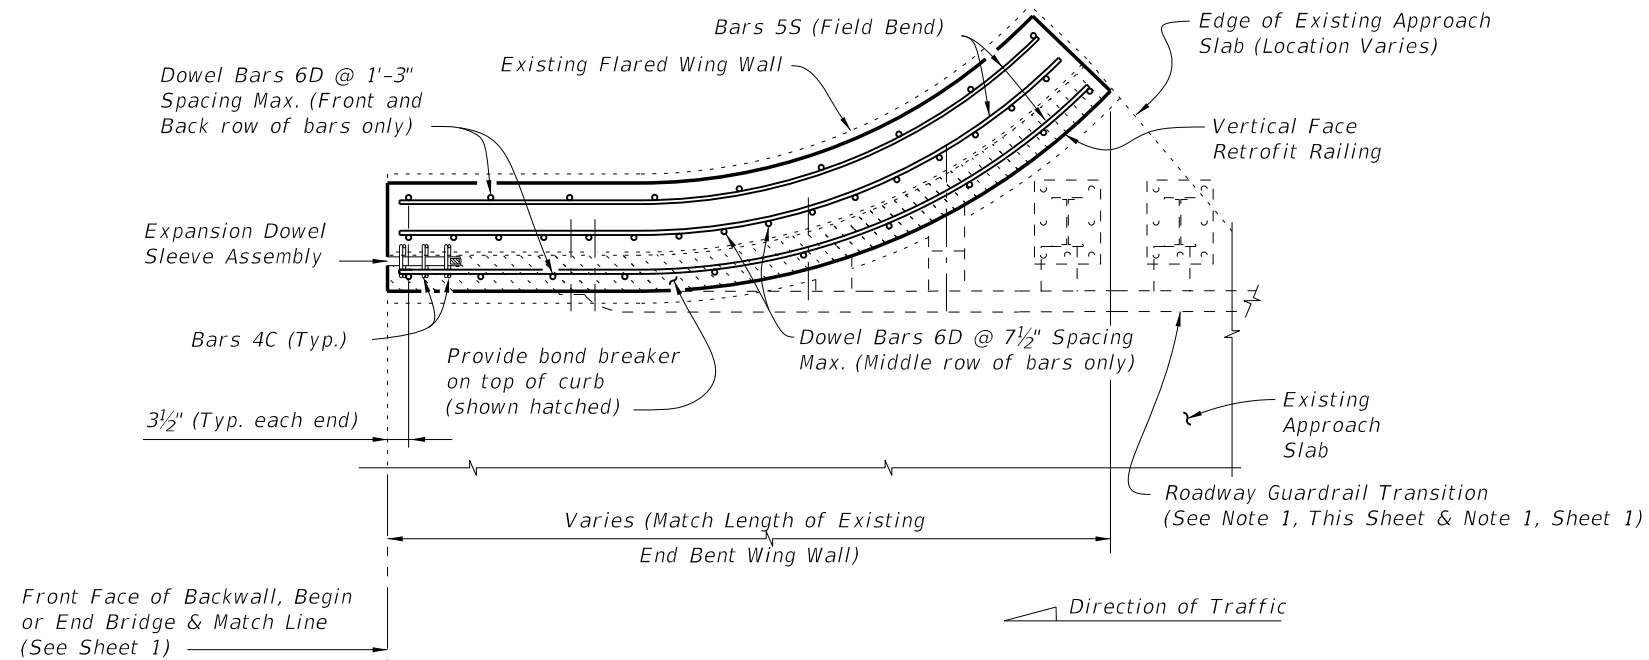 Bars 5S (Field Bend)
Edge of Existing Approach
Slab (Location Varies)
Existing Flared Wing Wall
Dowel Bars 6D @ 1'-3"
Spacing Max. (Front and
Back row of bars only)
Vertical Face
Retrofit Railing
Expansion Dowel
Sleeve Assembly
Bars 4C (Typ.)
Provide bond breaker
on top of curb
(shown hatched)
Dowel Bars 6D @ 7½" Spacing
Max. (Middle row of bars only)
3½" (Typ. each end)
Existing
Approach
Slab
Roadway Guardrail Transition
(See Note 1, This Sheet & Note 1, Sheet 1)
Varies (Match Length of Existing
End Bent Wing Wall)
Front Face of Backwall, Begin
or End Bridge & Match Line
(See Sheet 1)
Direction of Traffic